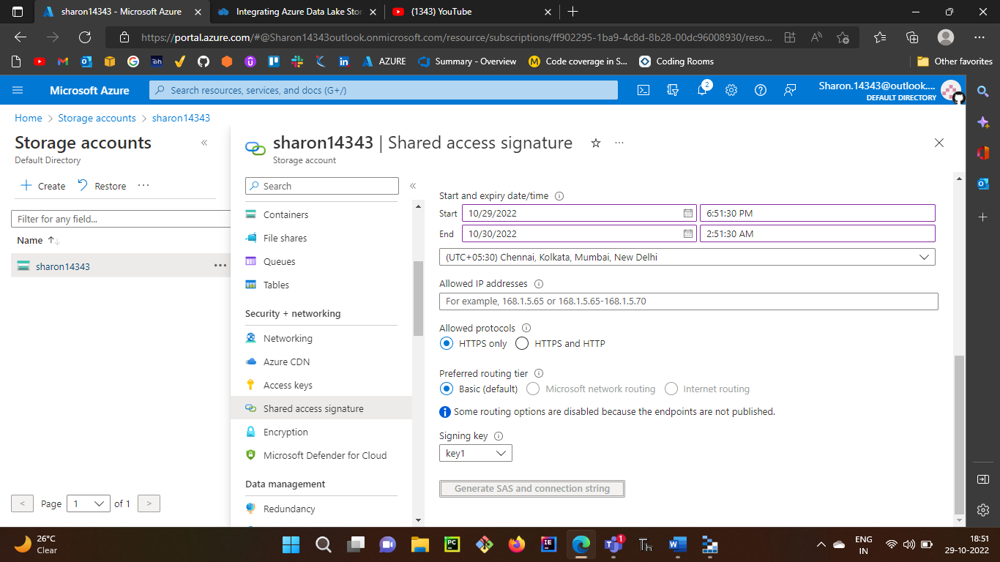 sharon14343 - Microsoft Azure
Integrating Azure Data Lake Stor
(1343) YouTube
https://portal.azure.com/#@Sharon14343outlook.onmicrosoft.com/resource/subscriptions/ff902295-1ba9-4c8d-8b28-00dc96008930/reso...
AZURE
Summary - Overview
Code coverage in S...
Coding Rooms
Other favorites
Microsoft Azure
Search resources, services, and docs (G+/)
2
Sharon.14343@outlook....
DEFAULT DIRECTORY
Home > Storage accounts > sharon14343
Storage accounts
Default Directory
Create
Restore
Filter for any field...
Name
sharon14343
< Page 1 of 1 >
sharon14343 | Shared access signature
Storage account
Search
Containers
File shares
Queues
Tables
Security + networking
Networking
Azure CDN
Access keys
Shared access signature
Encryption
Microsoft Defender for Cloud
Data management
Redundancy
Start and expiry date/time
Start 10/29/2022 6:51:30 PM
End 10/30/2022 2:51:30 AM
(UTC+05:30) Chennai, Kolkata, Mumbai, New Delhi
Allowed IP addresses
For example, 168.1.5.65 or 168.1.5.65-168.1.5.70
Allowed protocols
HTTPS only HTTPS and HTTP
Preferred routing tier
Basic (default) Microsoft network routing Internet routing
Some routing options are disabled because the endpoints are not published.
Signing key
key1
Generate SAS and connection string
26°C
Clear
PC
IE
1
ENG
IN
18:51
29-10-2022